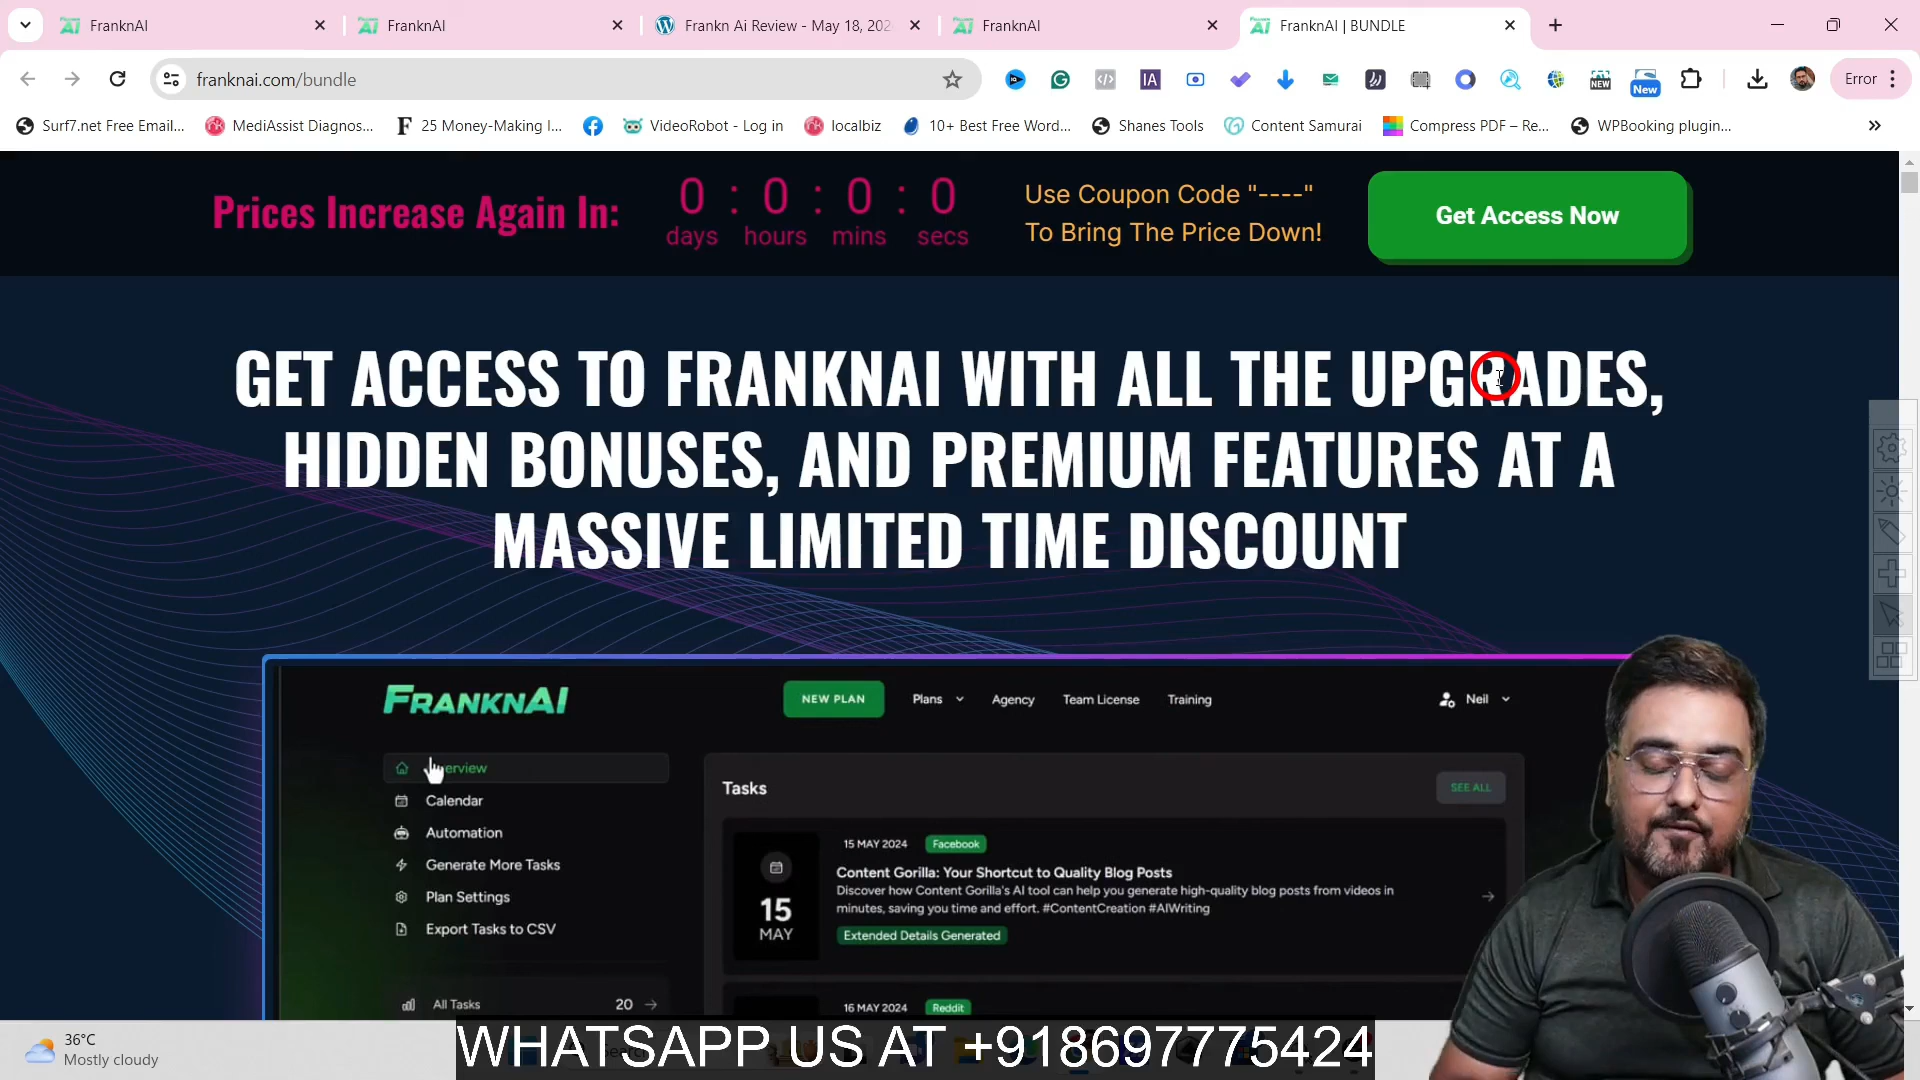 FranknAI
FranknAI
Frankn Ai Review - May 18, 202
FranknAI
FranknAI | BUNDLE
franknai.com/bundle
IA
NEW
New
Error
Surf7.net Free Email...
MediAssist Diagnos...
25 Money-Making I...
VideoRobot - Log in
localbiz
10+ Best Free Word...
Shanes Tools
Content Samurai
Compress PDF – Re...
WPBooking plugin...
Prices Increase Again In:
0 : 0 : 0 : 0
days hours mins secs
Use Coupon Code "----"
To Bring The Price Down!
Get Access Now
GET ACCESS TO FRANKNAI WITH ALL THE UPGRADES,
HIDDEN BONUSES, AND PREMIUM FEATURES AT A
MASSIVE LIMITED TIME DISCOUNT
FRANKNAI
NEW PLAN
Plans
Agency
Team License
Training
Neil
Calendar
Automation
Generate More Tasks
Plan Settings
Export Tasks to CSV
All Tasks 20
Tasks
SEE ALL
15 MAY 2024 Facebook
Content Gorilla: Your Shortcut to Quality Blog Posts
Discover how Content Gorilla's AI tool can help you generate high-quality blog posts from videos in
minutes, saving you time and effort. #ContentCreation #AIWriting
Extended Details Generated
15
MAY
16 MAY 2024 Reddit
36°C
Mostly cloudy
WHATSAPP US AT +918697775424